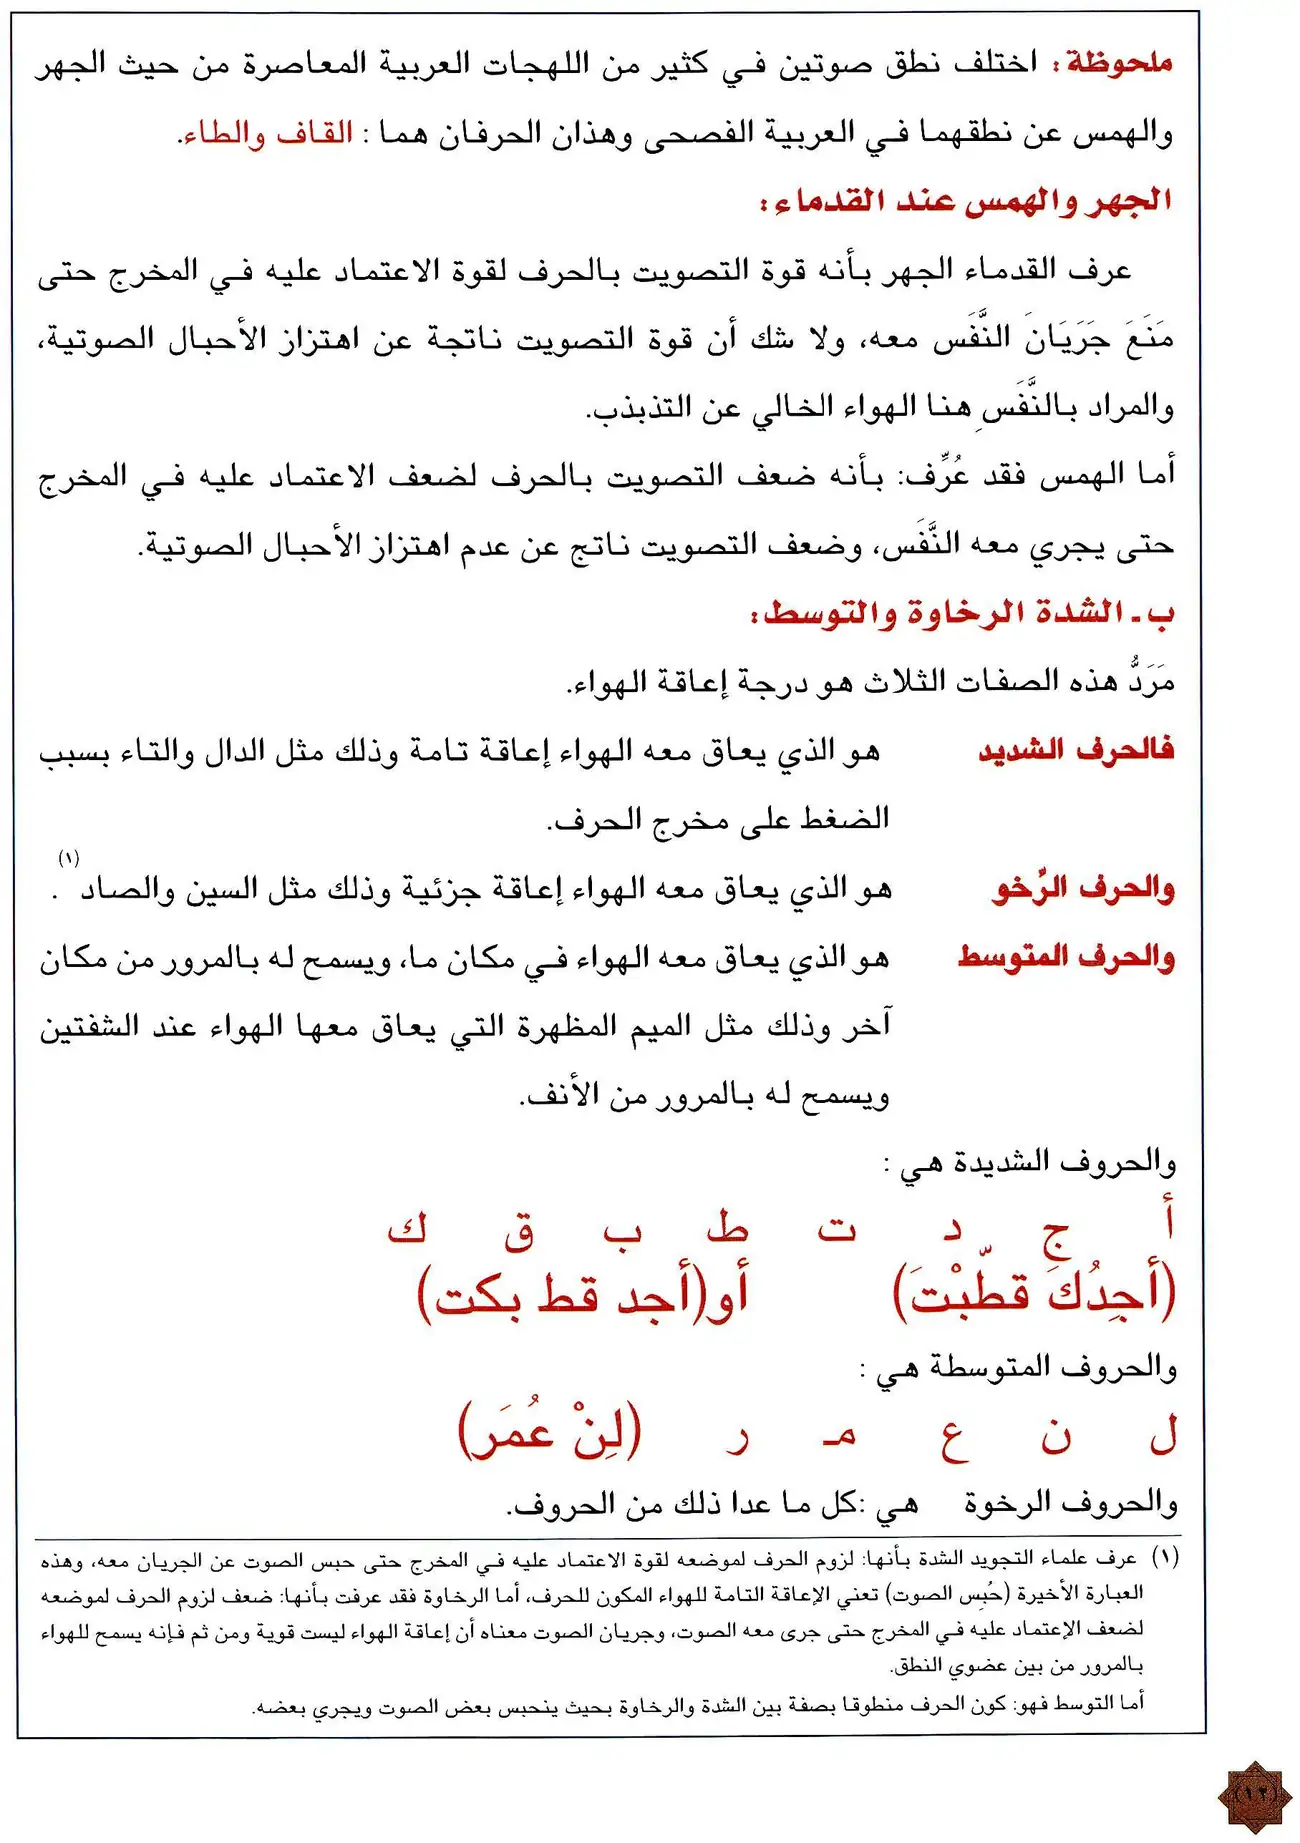 ملحوظة: اختلف نطق صوتين في كثير من اللهجات العربية المعاصرة من حيث الجهر
والهمس عن نطقهما في العربية الفصحى وهذان الحرفان هما : القاف والطاء.
الجهر والهمس عند القدماء:
عرف القدماء الجهر بأنه قوة التصويت بالحرف لقوة الاعتماد عليه في المخرج حتى
مَنَعَ جَرَيَانَ النَّفَس معه، ولا شك أن قوة التصويت ناتجة عن اهتزاز الأحبال الصوتية،
والمراد بالنَّفَسِ هنا الهواء الخالي عن التذبذب.
أما الهمس فقد عُرِّف: بأنه ضعف التصويت بالحرف لضعف الاعتماد عليه في المخرج
حتى يجري معه النَّفَس، وضعف التصويت ناتج عن عدم اهتزاز الأحبال الصوتية.
ب ـ الشدة الرخاوة والتوسط:
مَرَدُّ هذه الصفات الثلاث هو درجة إعاقة الهواء.
فالحرف الشديد هو الذي يعاق معه الهواء إعاقة تامة وذلك مثل الدال والتاء بسبب
الضغط على مخرج الحرف.
والحرف الرِّخو هو الذي يعاق معه الهواء إعاقة جزئية وذلك مثل السين والصاد(١).
والحرف المتوسط هو الذي يعاق معه الهواء في مكان ما، ويسمح له بالمرور من مكان
آخر وذلك مثل الميم المظهرة التي يعاق معها الهواء عند الشفتين
ويسمح له بالمرور من الأنف.
والحروف الشديدة هي :
أ ج د ت ط ب ق ك
(أَجِدُكَ قطَّبْتَ) أو(أجد قط بكت)
والحروف المتوسطة هي :
ل ن ع مـ ر (لِنْ عُمَر)
والحروف الرخوة هي :كل ما عدا ذلك من الحروف.
(١) عرف علماء التجويد الشدة بأنها: لزوم الحرف لموضعه لقوة الاعتماد عليه في المخرج حتى حبس الصوت عن الجريان معه، وهذه
العبارة الأخيرة (حُبِس الصوت) تعني الإعاقة التامة للهواء المكون للحرف، أما الرخاوة فقد عرفت بأنها: ضعف لزوم الحرف لموضعه
لضعف الإعتماد عليه في المخرج حتى جرى معه الصوت، وجريان الصوت معناه أن إعاقة الهواء ليست قوية ومن ثم فإنه يسمح للهواء
بالمرور من بين عضوي النطق.
أما التوسط فهو: كون الحرف منطوقا بصفة بين الشدة والرخاوة بحيث ينحبس بعض الصوت ويجري بعضه.
(١٢)